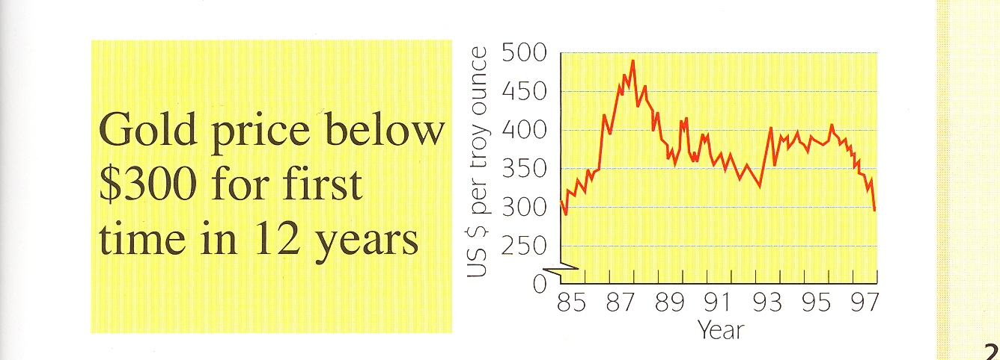 Gold price below
$300 for first
time in 12 years
US $ per troy ounce
500
450
400
350
300
250
0
85 87 89 91 93 95 97
Year
2